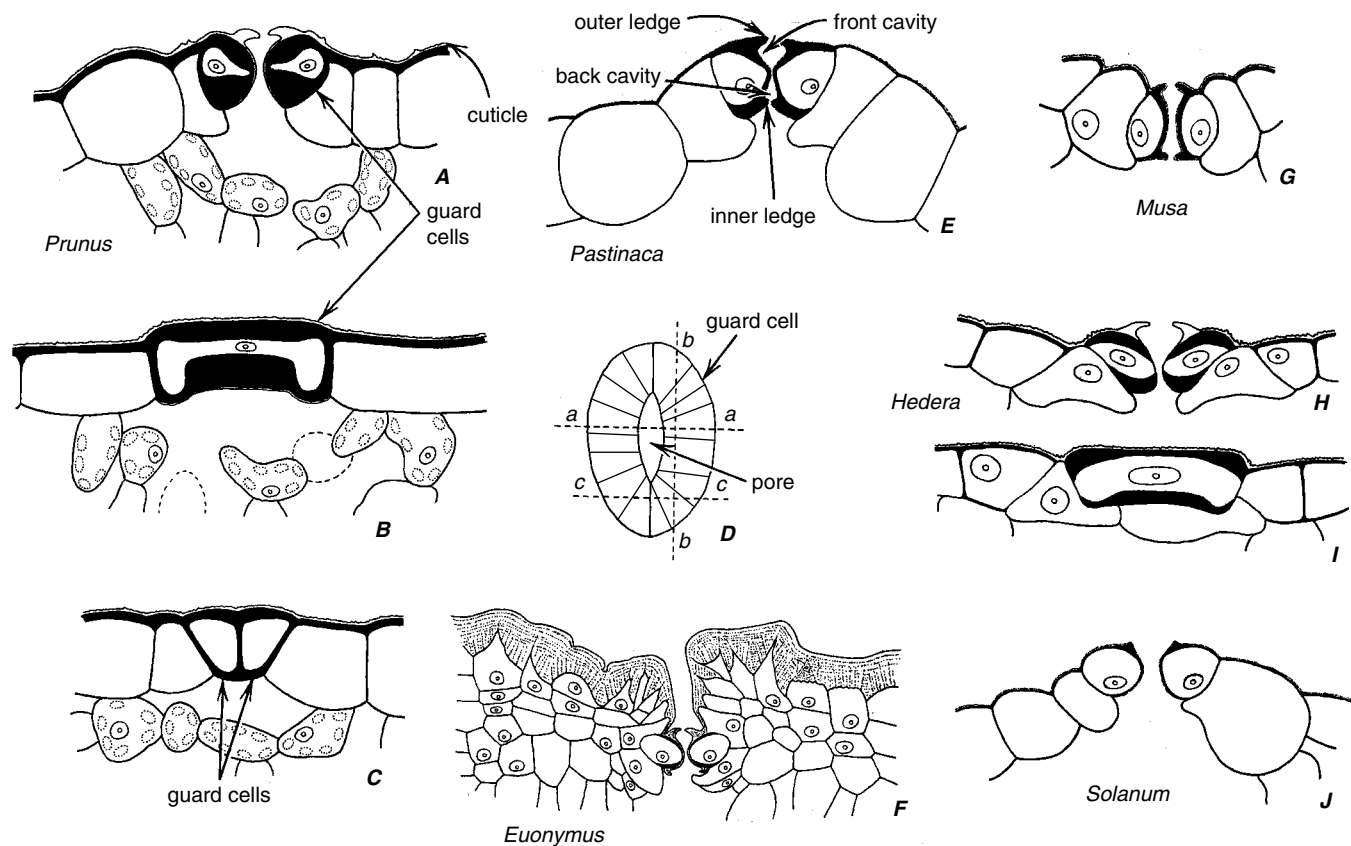 outer ledge
front cavity
back cavity
cuticle
A
guard
cells
inner ledge
E
G
Prunus
Pastinaca
Musa
guard cell
b
a
a
Hedera
H
c
c
pore
B
b
D
I
guard cells
C
F
Euonymus
Solanum
J